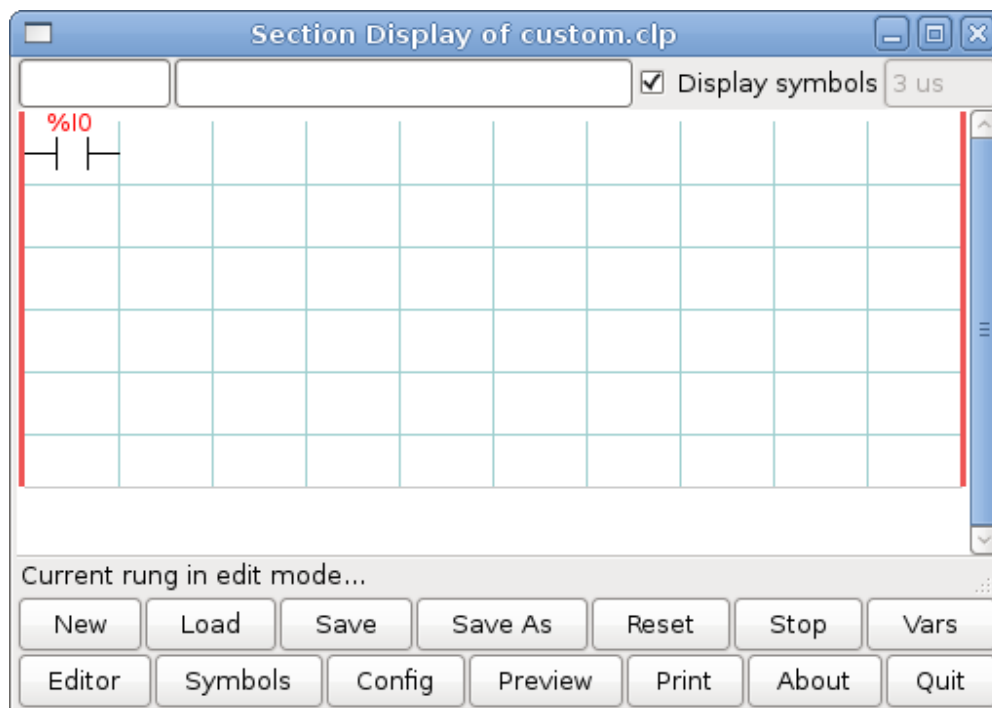 Section Display of custom.clp
Display symbols 3 us
%I0
Current rung in edit mode...
New Load Save Save As Reset Stop Vars
Editor Symbols Config Preview Print About Quit